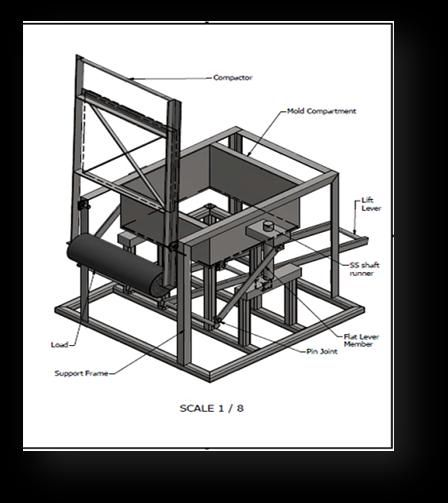 Compactor
Mold Compartment
Lift
Lever
SS shaft
runner
Flat Lever
Member
Pin Joint
Load
Support Frame
SCALE 1 / 8